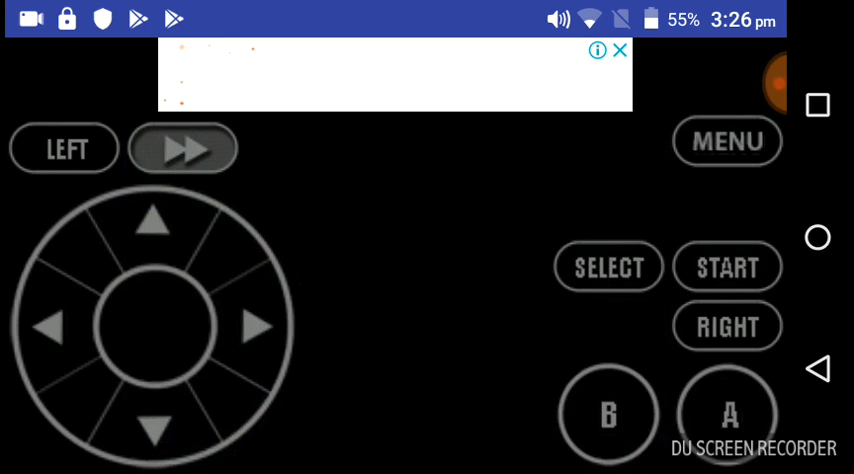 55% 3:26 pm
LEFT
MENU
SELECT
START
RIGHT
B
A
DU SCREEN RECORDER